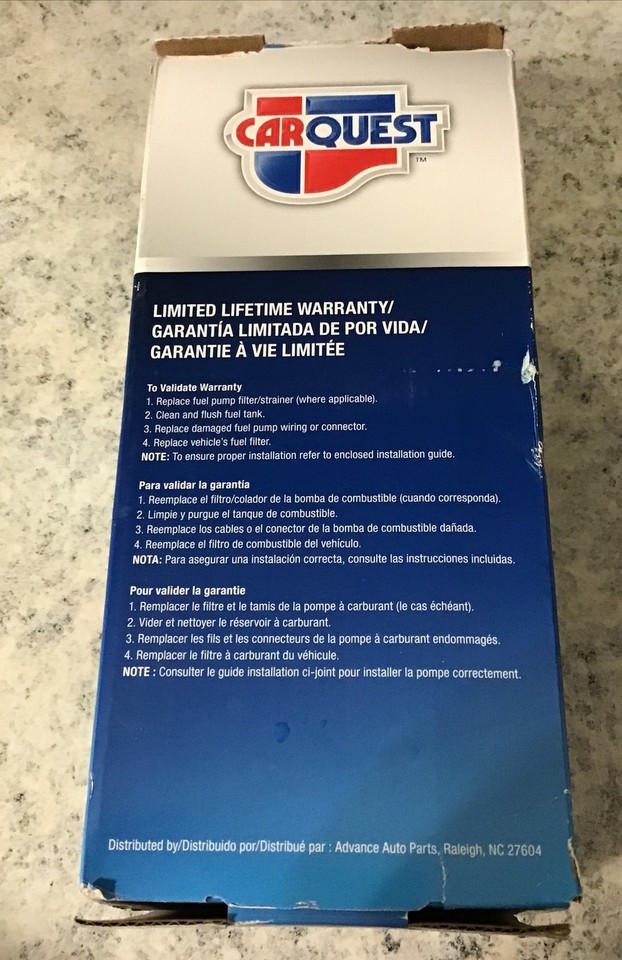 CARQUEST
™
LIMITED LIFETIME WARRANTY/
GARANTÍA LIMITADA DE POR VIDA/
GARANTIE À VIE LIMITÉE
To Validate Warranty
1. Replace fuel pump filter/strainer (where applicable).
2. Clean and flush fuel tank.
3. Replace damaged fuel pump wiring or connector.
4. Replace vehicle's fuel filter.
NOTE: To ensure proper installation refer to enclosed installation guide.
Para validar la garantía
1. Reemplace el filtro/colador de la bomba de combustible (cuando corresponda).
2. Limpie y purgue el tanque de combustible.
3. Reemplace los cables o el conector de la bomba de combustible dañada.
4. Reemplace el filtro de combustible del vehículo.
NOTA: Para asegurar una instalación correcta, consulte las instrucciones incluidas.
Pour valider la garantie
1. Remplacer le filtre et le tamis de la pompe à carburant (le cas échéant).
2. Vider et nettoyer le réservoir à carburant.
3. Remplacer les fils et les connecteurs de la pompe à carburant endommagés.
4. Remplacer le filtre à carburant du véhicule.
NOTE : Consulter le guide installation ci-joint pour installer la pompe correctement.
Distributed by/Distribuido por/Distribué par : Advance Auto Parts, Raleigh, NC 27604